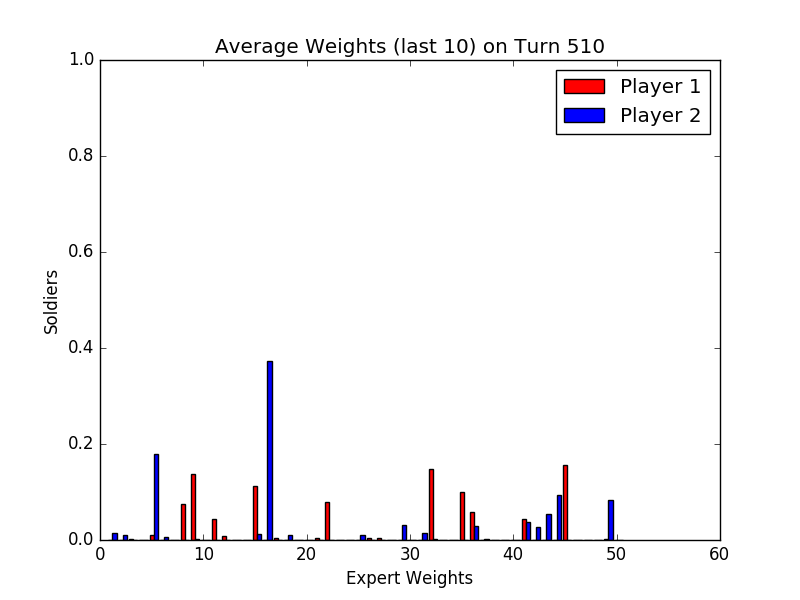 Average Weights (last 10) on Turn 510
1.0
Player 1
Player 2
0.8
0.6
Soldiers
0.4
0.2
0.0
0 10 20 30 40 50 60
Expert Weights